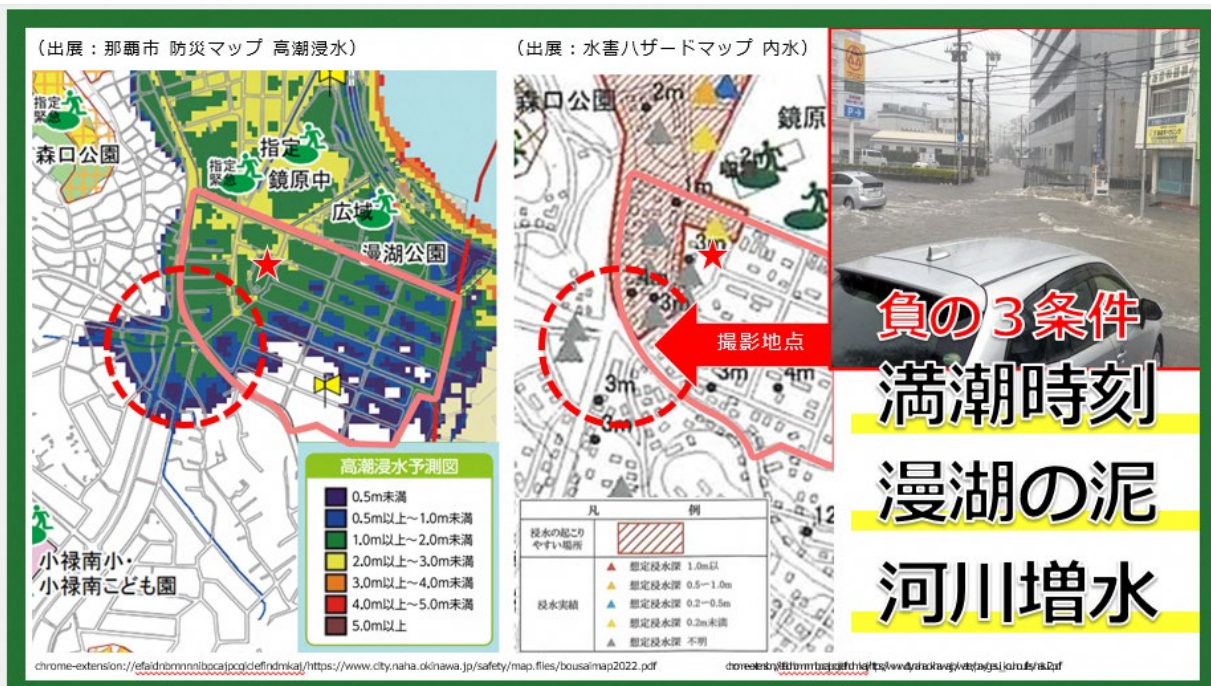 (出展：那覇市 防災マップ 高潮浸水)
指定
緊急
森口公園
指定
緊急
指定
鏡原中
広域
漫湖公園
小禄南小・
小禄南こども園
高潮浸水予測図
0.5m未満
0.5m以上～1.0m未満
1.0m以上～2.0m未満
2.0m以上～3.0m未満
3.0m以上～4.0m未満
4.0m以上～5.0m未満
5.0m以上
(出展：水害ハザードマップ 内水)
森口公園
2m
鏡原
2m
1m
3m
4m
3m
3m
3m
3m
4m
12
撮影地点
凡 例
浸水の起こり
やすい場所
浸水実績
想定浸水深 1.0m以
想定浸水深 0.5－1.0m
想定浸水深 0.2－0.5m
想定浸水深 0.2m未満
想定浸水深 不明
負の３条件
満潮時刻
漫湖の泥
河川増水
chrome-extension://efaidnbmnnnibpcajpcglclefindmkaj/https://www.city.naha.okinawa.jp/safety/map.files/bousaimap2022.pdf